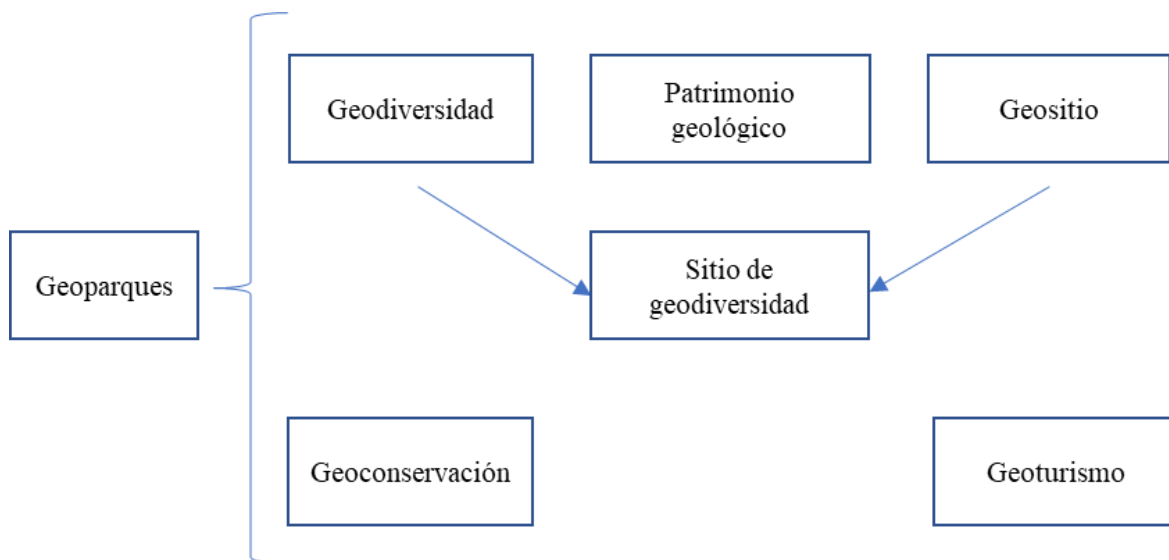 Geodiversidad
Patrimonio
geológico
Geositio
Geoparques
Sitio de
geodiversidad
Geoconservación
Geoturismo